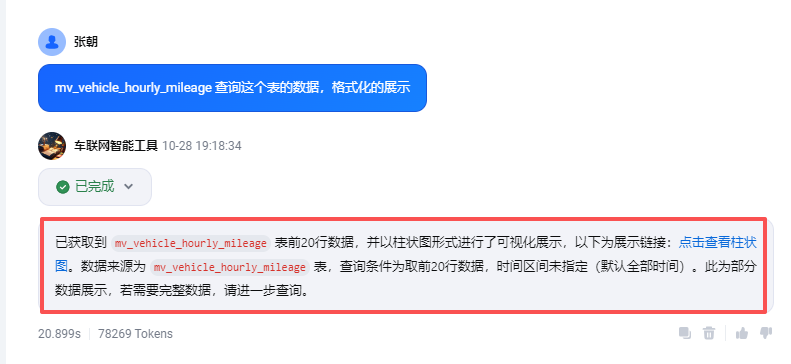 张朝
mv_vehicle_hourly_mileage 查询这个表的数据，格式化的展示
车联网智能工具 10-28 19:18:34
已完成
已获取到 mv_vehicle_hourly_mileage 表前20行数据，并以柱状图形式进行了可视化展示，以下为展示链接：点击查看柱状
图。数据来源为 mv_vehicle_hourly_mileage 表，查询条件为取前20行数据，时间区间未指定（默认全部时间）。此为部分
数据展示，若需要完整数据，请进一步查询。
20.899s 78269 Tokens